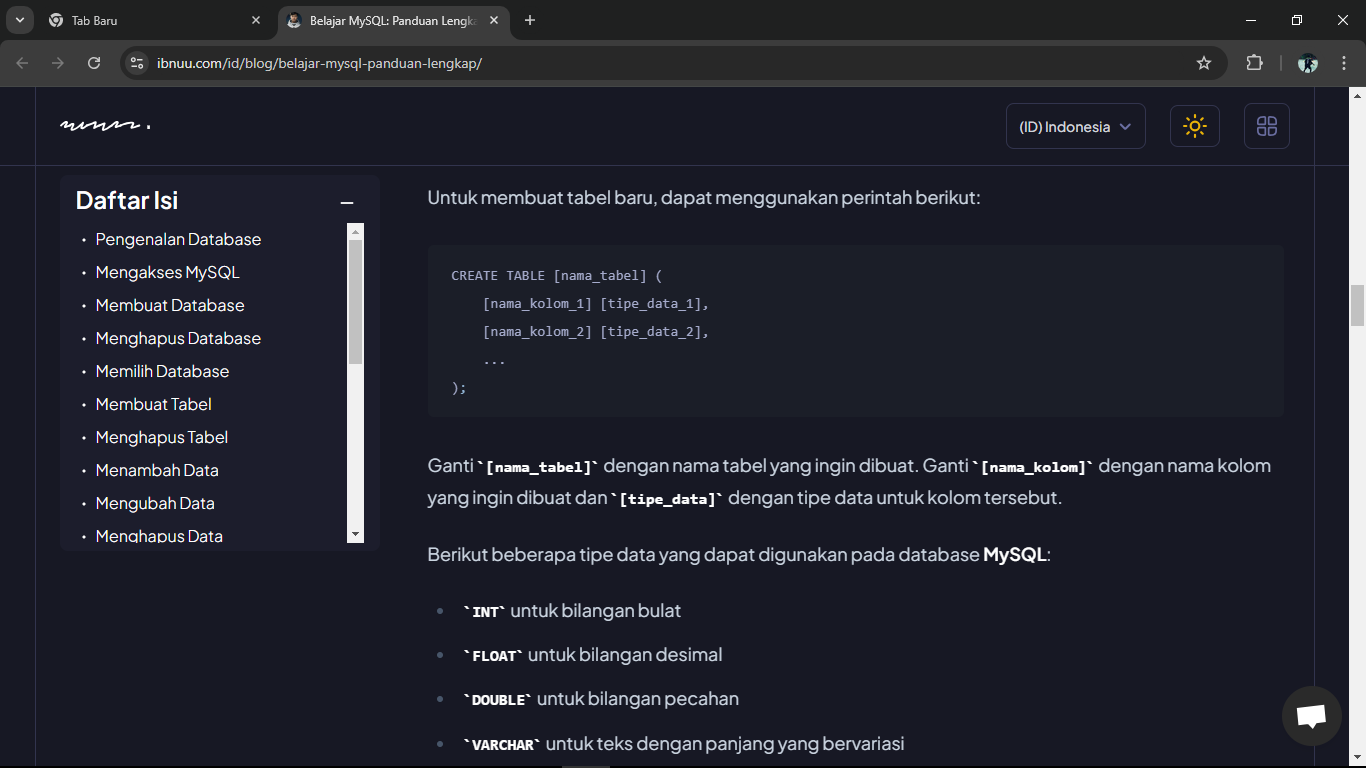 Tab Baru
Belajar MySQL: Panduan Lengka
ibnuu.com/id/blog/belajar-mysql-panduan-lengkap/
(ID) Indonesia
Daftar Isi
Pengenalan Database
Mengakses MySQL
Membuat Database
Menghapus Database
Memilih Database
Membuat Tabel
Menghapus Tabel
Menambah Data
Mengubah Data
Menghapus Data
Untuk membuat tabel baru, dapat menggunakan perintah berikut:
CREATE TABLE [nama_tabel] (
[nama_kolom_1] [tipe_data_1],
[nama_kolom_2] [tipe_data_2],
...
);
Ganti `[nama_tabel]` dengan nama tabel yang ingin dibuat. Ganti `[nama_kolom]` dengan nama kolom
yang ingin dibuat dan `[tipe_data]` dengan tipe data untuk kolom tersebut.
Berikut beberapa tipe data yang dapat digunakan pada database MySQL:
`INT` untuk bilangan bulat
`FLOAT` untuk bilangan desimal
`DOUBLE` untuk bilangan pecahan
`VARCHAR` untuk teks dengan panjang yang bervariasi